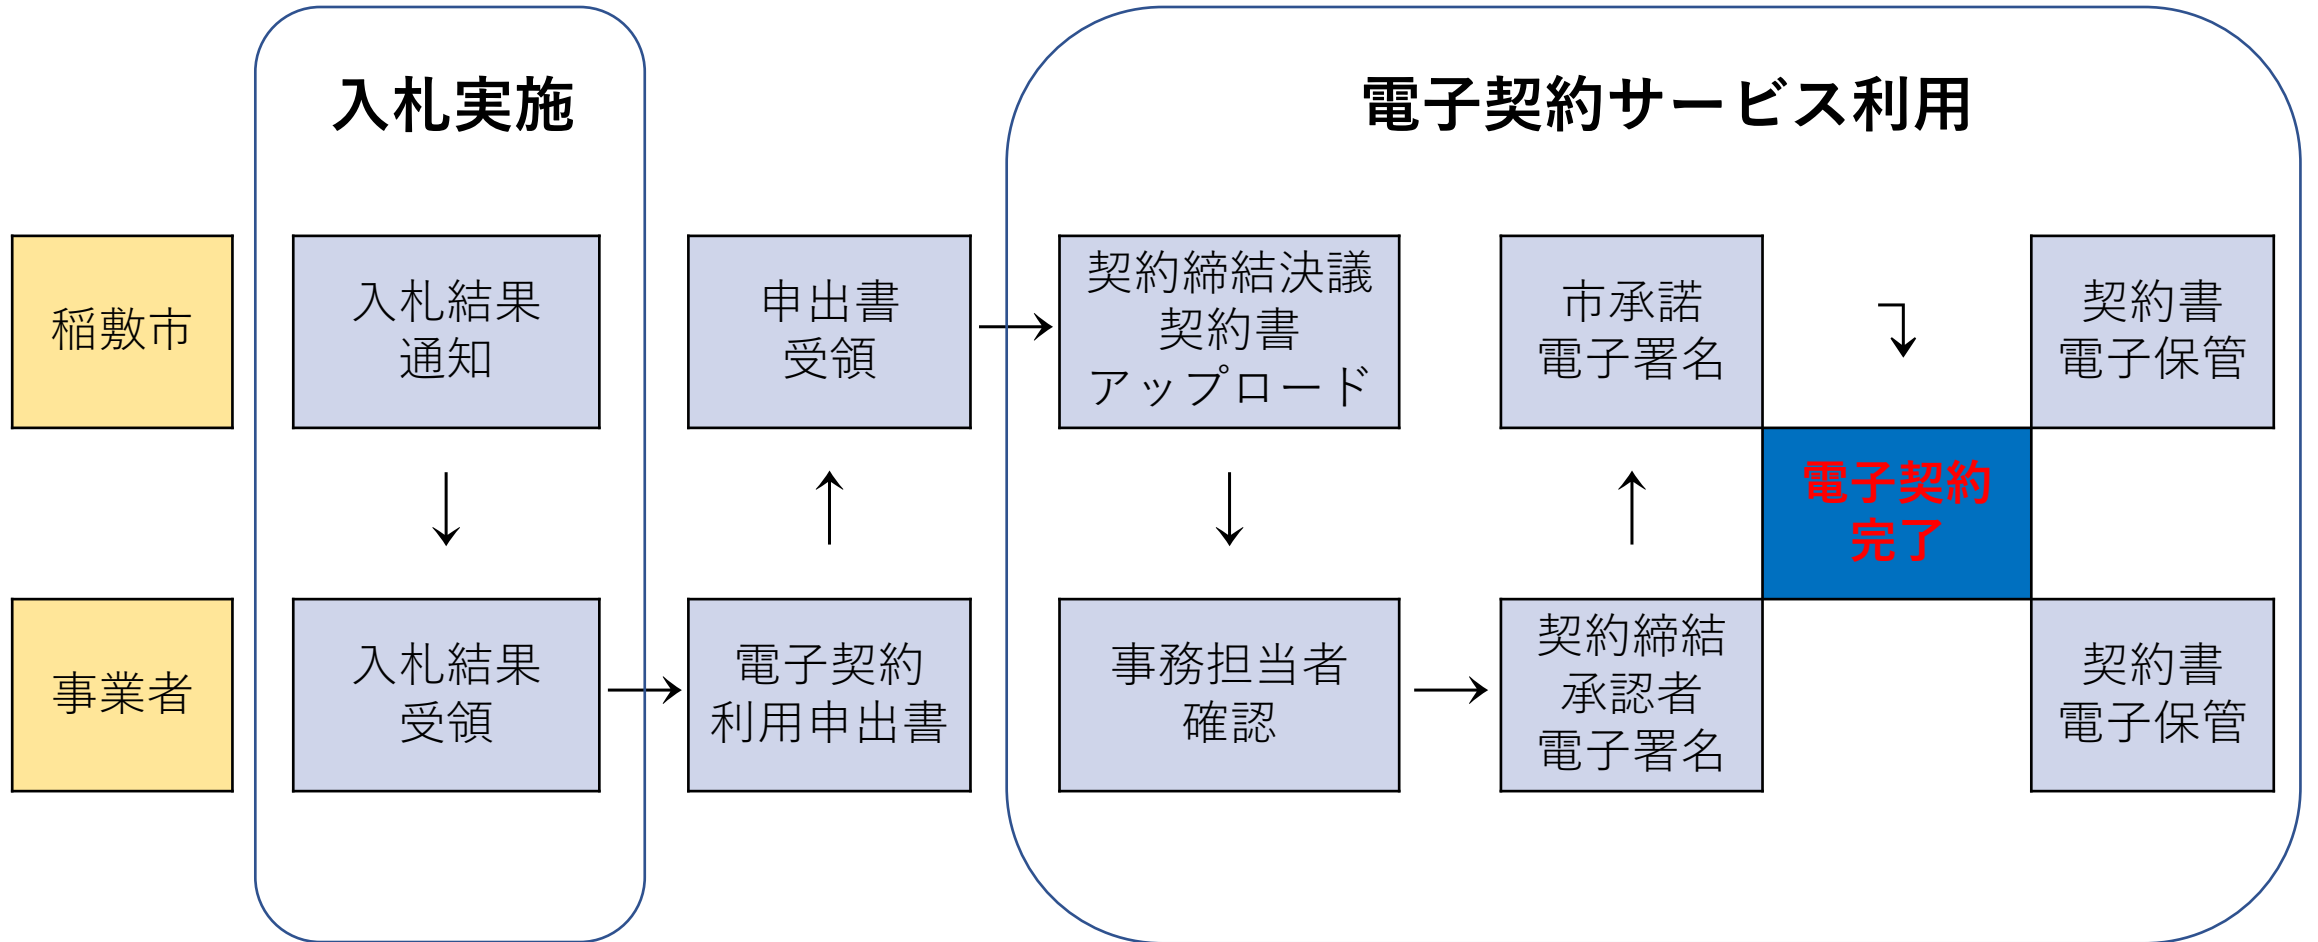 入札実施
電子契約サービス利用
稲敷市
入札結果
通知
申出書
受領
契約締結決議
契約書
アップロード
市承諾
電子署名
契約書
電子保管
電子契約
完了
事業者
入札結果
受領
電子契約
利用申出書
事務担当者
確認
契約締結
承認者
電子署名
契約書
電子保管